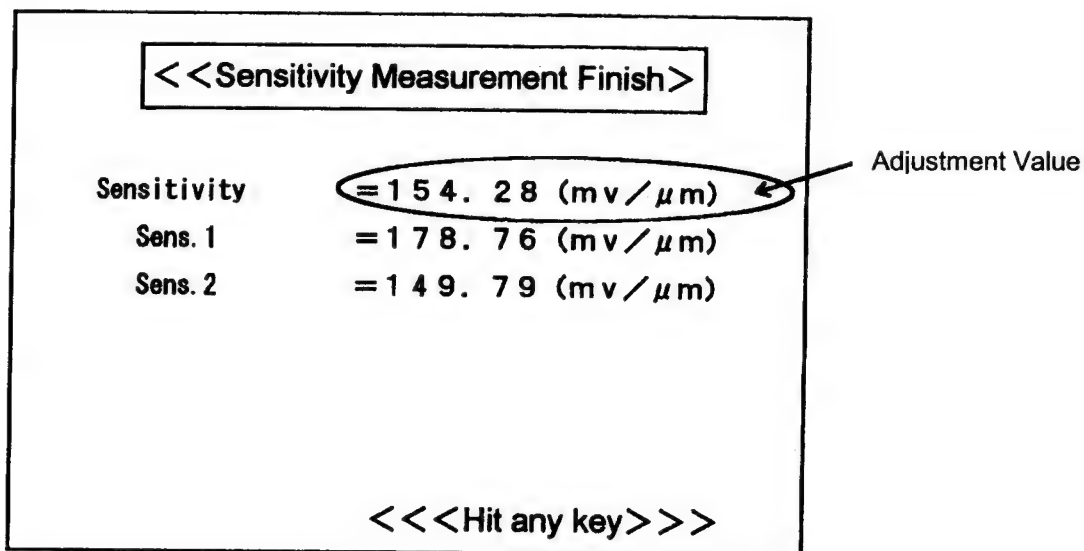 <<Sensitivity Measurement Finish>
Adjustment Value
Sensitivity =154.28 (mv/μm)
Sens.1 =178.76 (mv/μm)
Sens.2 =149.79 (mv/μm)
<<<Hit any key>>>